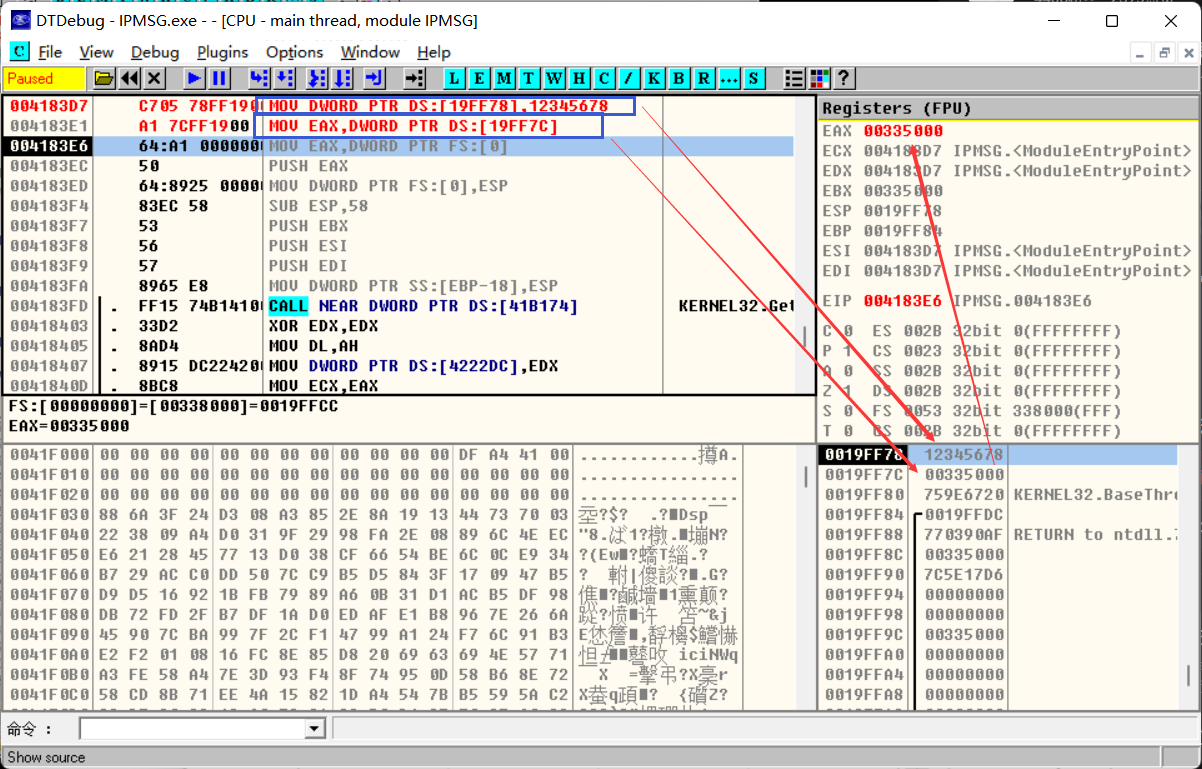 DTDebug - IPMSG.exe - - [CPU - main thread, module IPMSG]
C File View Debug Plugins Options Window Help
Paused L E M T W H C / K B R ... S ?
004183D7 C705 78FF190 MOV DWORD PTR DS:[19FF78],12345678
004183E1 A1 7CFF1900 MOV EAX,DWORD PTR DS:[19FF7C]
004183E6 64:A1 0000000 MOV EAX,DWORD PTR FS:[0]
004183EC 50 PUSH EAX
004183ED 64:8925 0000 MOV DWORD PTR FS:[0],ESP
004183F4 83EC 58 SUB ESP,58
004183F7 53 PUSH EBX
004183F8 56 PUSH ESI
004183F9 57 PUSH EDI
004183FA 8965 E8 MOV DWORD PTR SS:[EBP-18],ESP
004183FD . FF15 74B1410 CALL NEAR DWORD PTR DS:[41B174] KERNEL32.Get
00418403 . 33D2 XOR EDX,EDX
00418405 . 8AD4 MOV DL,AH
00418407 . 8915 DC22420 MOV DWORD PTR DS:[4222DC],EDX
0041840D . 8BC8 MOV ECX,EAX
FS:[00000000]=[00338000]=0019FFCC
EAX=00335000
Registers (FPU)
EAX 00335000
ECX 004183D7 IPMSG.<ModuleEntryPoint>
EDX 004183D7 IPMSG.<ModuleEntryPoint>
EBX 00335000
ESP 0019FF78
EBP 0019FF84
ESI 004183D7 IPMSG.<ModuleEntryPoint>
EDI 004183D7 IPMSG.<ModuleEntryPoint>
EIP 004183E6 IPMSG.004183E6
C 0 ES 002B 32bit 0(FFFFFFFF)
P 1 CS 0023 32bit 0(FFFFFFFF)
A 0 SS 002B 32bit 0(FFFFFFFF)
Z 1 DS 002B 32bit 0(FFFFFFFF)
S 0 FS 0053 32bit 338000(FFF)
T 0 GS 002B 32bit 0(FFFFFFFF)
0041F000 00 00 00 00 00 00 00 00 00 00 00 00 DF A4 41 00 ............撙A.
0041F010 00 00 00 00 00 00 00 00 00 00 00 00 00 00 00 00 ................
0041F020 00 00 00 00 00 00 00 00 00 00 00 00 00 00 00 00 ................
0041F030 88 6A 3F 24 D3 08 A3 85 2E 8A 19 13 44 73 70 03
0041F040 22 38 09 A4 D0 31 9F 29 98 FA 2E 08 89 6C 4E EC
0041F050 E6 21 28 45 77 13 D0 38 CF 66 54 BE 6C 0C E9 34
0041F060 B7 29 AC C0 DD 50 7C C9 B5 D5 84 3F 17 09 47 B5
0041F070 D9 D5 16 92 1B FB 79 89 A6 0B 31 D1 AC B5 DF 98
0041F080 DB 72 FD 2F B7 DF 1A D0 ED AF E1 B8 96 7E 26 6A
0041F090 45 90 7C BA 99 7F 2C F1 47 99 A1 24 F7 6C 91 B3
0041F0A0 E2 F2 01 08 16 FC 8E 85 D8 20 69 63 69 4E 57 71
0041F0B0 A3 FE 58 A4 7E 3D 93 F4 8F 74 95 0D 58 B6 8E 72
0041F0C0 58 CD 8B 71 EE 4A 15 82 1D A4 54 7B B5 59 5A C2
0019FF78 12345678
0019FF7C 00335000
0019FF80 759E6720 KERNEL32.BaseThre
0019FF84 0019FFDC
0019FF88 770390AF RETURN to ntdll.7
0019FF8C 00335000
0019FF90 7C5E17D6
0019FF94 00000000
0019FF98 00000000
0019FF9C 00335000
0019FFA0 00000000
0019FFA4 00000000
0019FFA8 00000000
命令 :
Show source